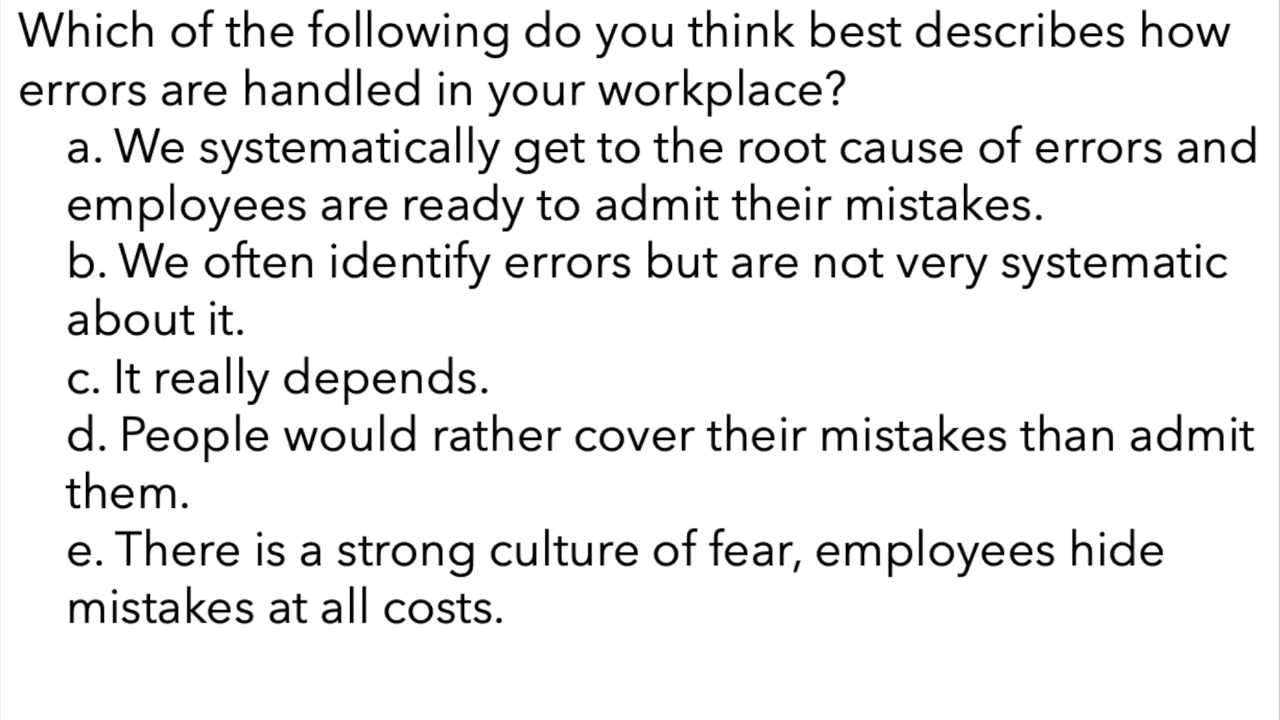 Which of the following do you think best describes how
errors are handled in your workplace?
a. We systematically get to the root cause of errors and
employees are ready to admit their mistakes.
b. We often identify errors but are not very systematic
about it.
c. It really depends.
d. People would rather cover their mistakes than admit
them.
e. There is a strong culture of fear, employees hide
mistakes at all costs.